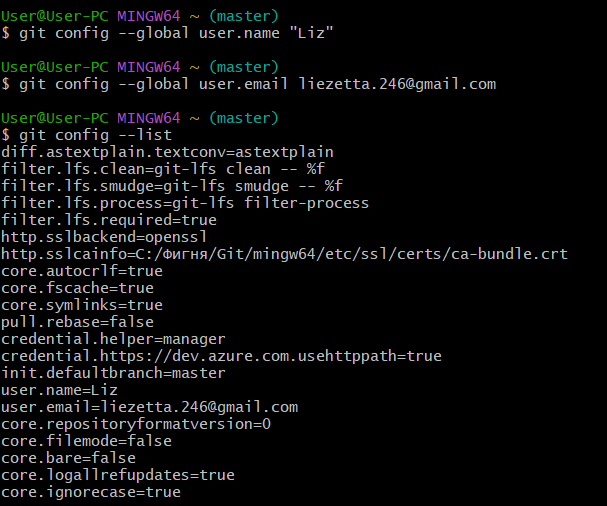 User@User-PC MINGW64 ~ (master)
$ git config --global user.name "Liz"
User@User-PC MINGW64 ~ (master)
$ git config --global user.email liezetta.246@gmail.com
User@User-PC MINGW64 ~ (master)
$ git config --list
diff.astextplain.textconv=astextplain
filter.lfs.clean=git-lfs clean -- %f
filter.lfs.smudge=git-lfs smudge -- %f
filter.lfs.process=git-lfs filter-process
filter.lfs.required=true
http.sslbackend=openssl
http.sslcainfo=C:/Фигня/Git/mingw64/etc/ssl/certs/ca-bundle.crt
core.autocrlf=true
core.fscache=true
core.symlinks=true
pull.rebase=false
credential.helper=manager
credential.https://dev.azure.com.usehttppath=true
init.defaultbranch=master
user.name=Liz
user.email=liezetta.246@gmail.com
core.repositoryformatversion=0
core.filemode=false
core.bare=false
core.logallrefupdates=true
core.ignorecase=true